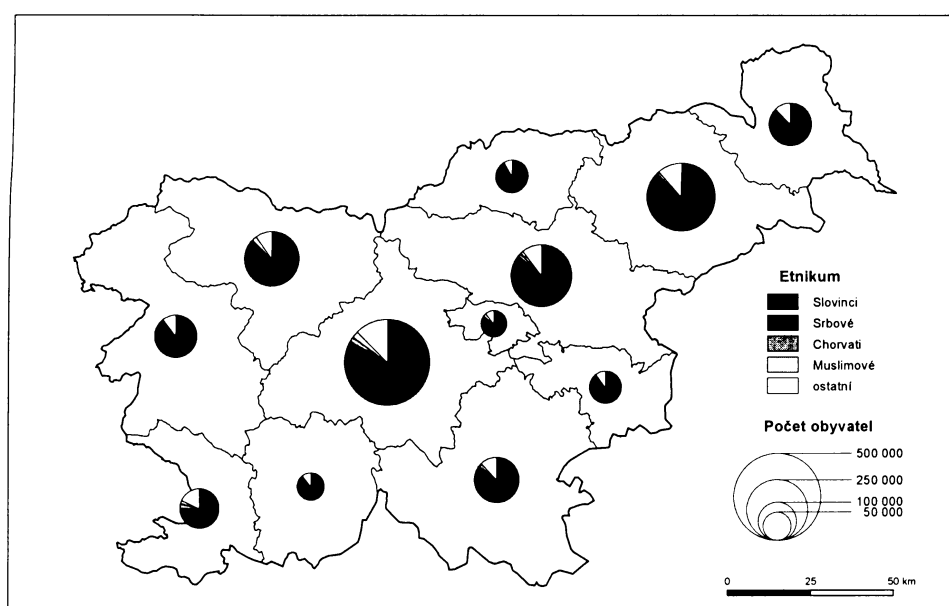 Etnikum
Slovinci
Srbové
Chorvati
Muslimové
ostatní
Počet obyvatel
500 000
250 000
100 000
50 000
0 25 50 km